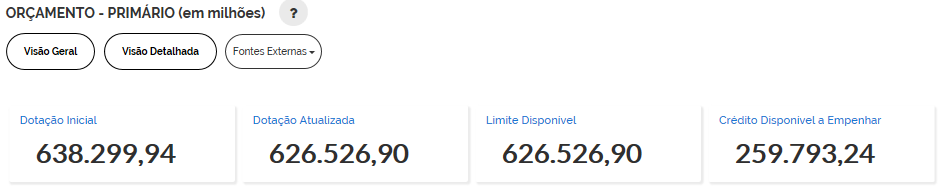 ORÇAMENTO - PRIMÁRIO (em milhões) ?
Visão Geral Visão Detalhada Fontes Externas
Dotação Inicial Dotação Atualizada Limite Disponível Crédito Disponível a Empenhar
638.299,94 626.526,90 626.526,90 259.793,24